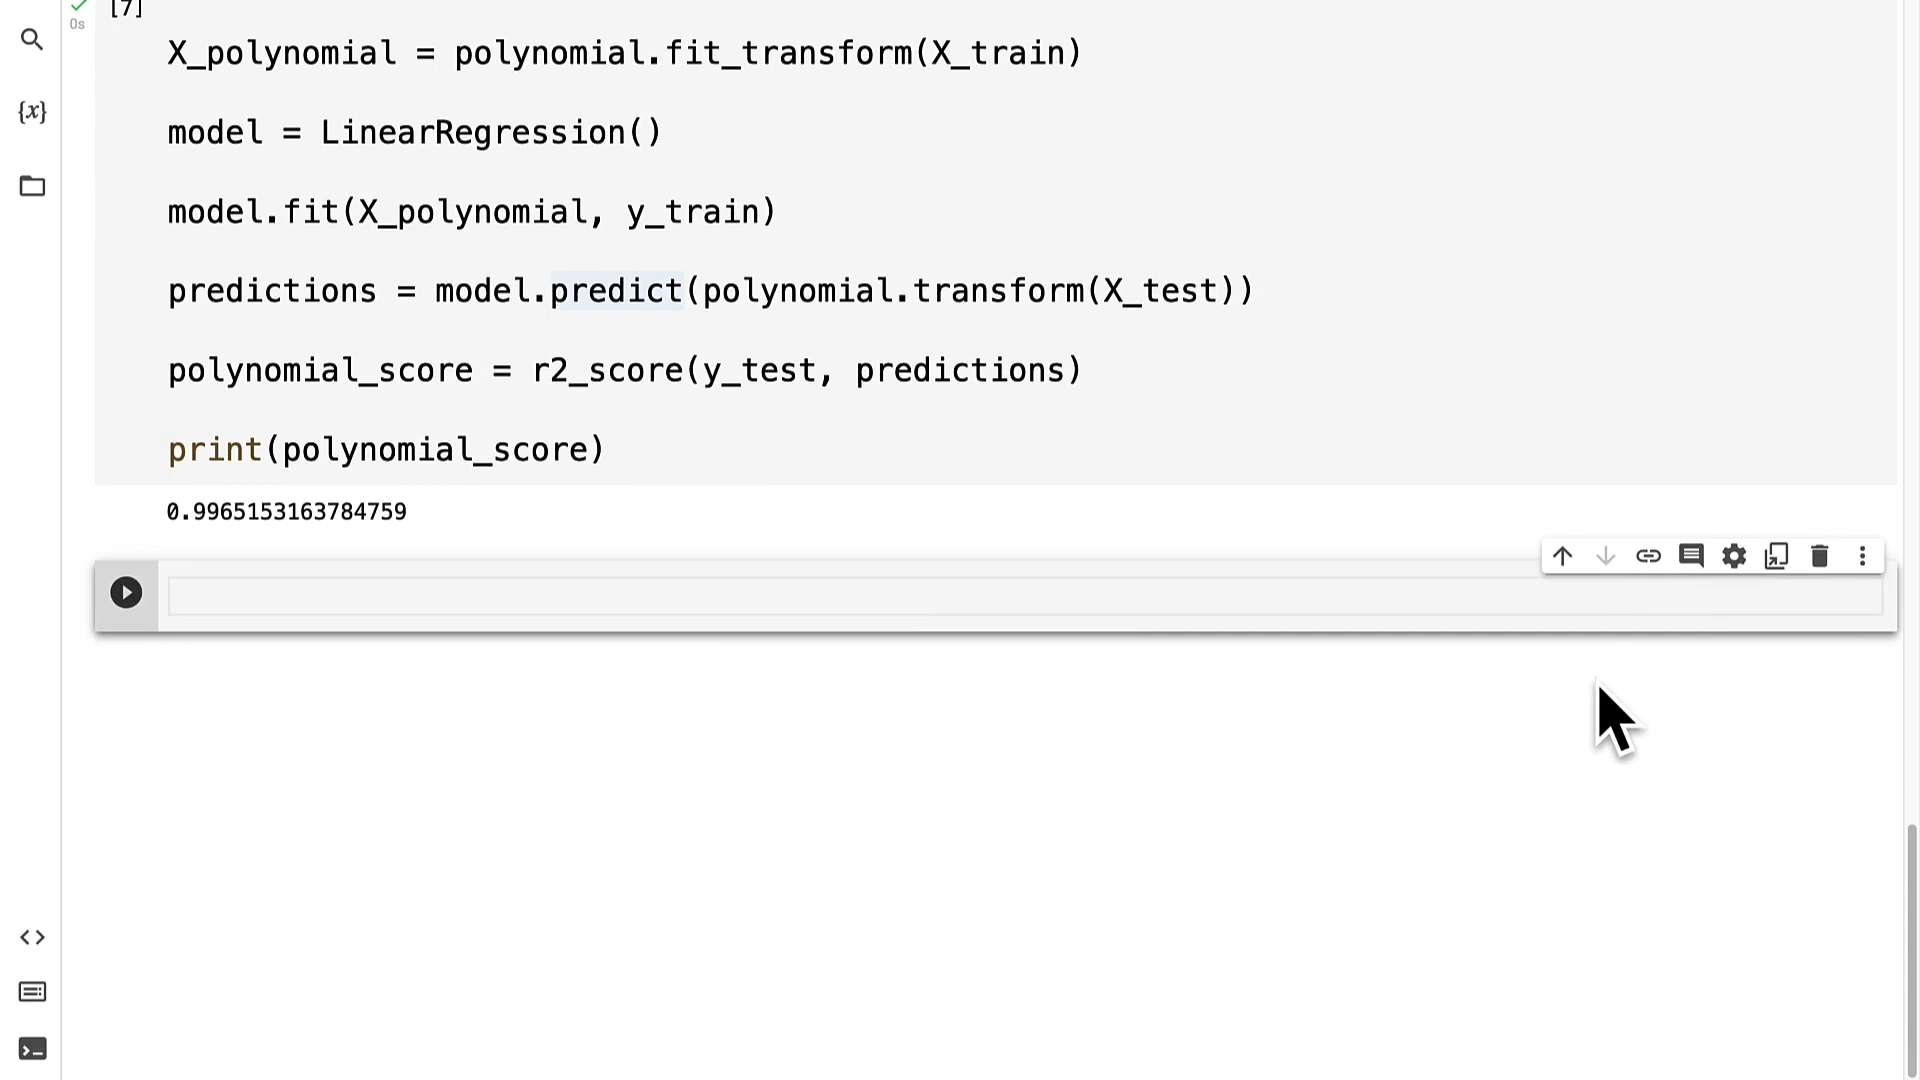 [7]
0s
X_polynomial = polynomial.fit_transform(X_train)
{x}
model = LinearRegression()
model.fit(X_polynomial, y_train)
predictions = model.predict(polynomial.transform(X_test))
polynomial_score = r2_score(y_test, predictions)
print(polynomial_score)
0.9965153163784759